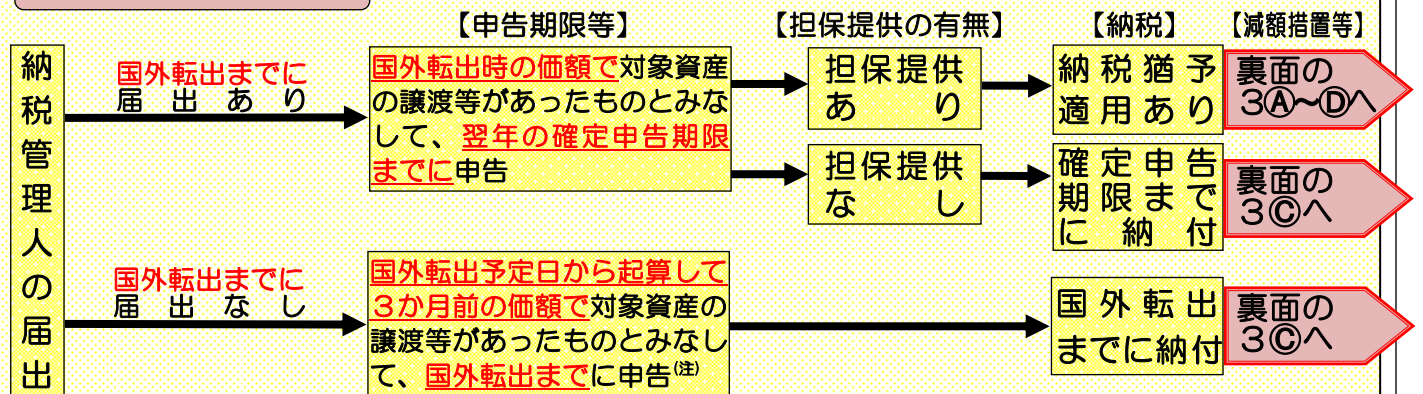 【申告期限等】 【担保提供の有無】 【納税】 【減額措置等】
納税管理人の届出
国外転出までに
届出あり
国外転出時の価額で対象資産
の譲渡等があったものとみな
して、翌年の確定申告期限
までに申告
担保提供
あり
納税猶予
適用あり
裏面の
3Ⓐ～Ⓓへ
担保提供
なし
確定申告
期限まで
に納付
裏面の
3Ⓒへ
国外転出までに
届出なし
国外転出予定日から起算して
３か月前の価額で対象資産の
譲渡等があったものとみなし
て、国外転出までに申告(注)
国外転出
までに納付
裏面の
3Ⓒへ